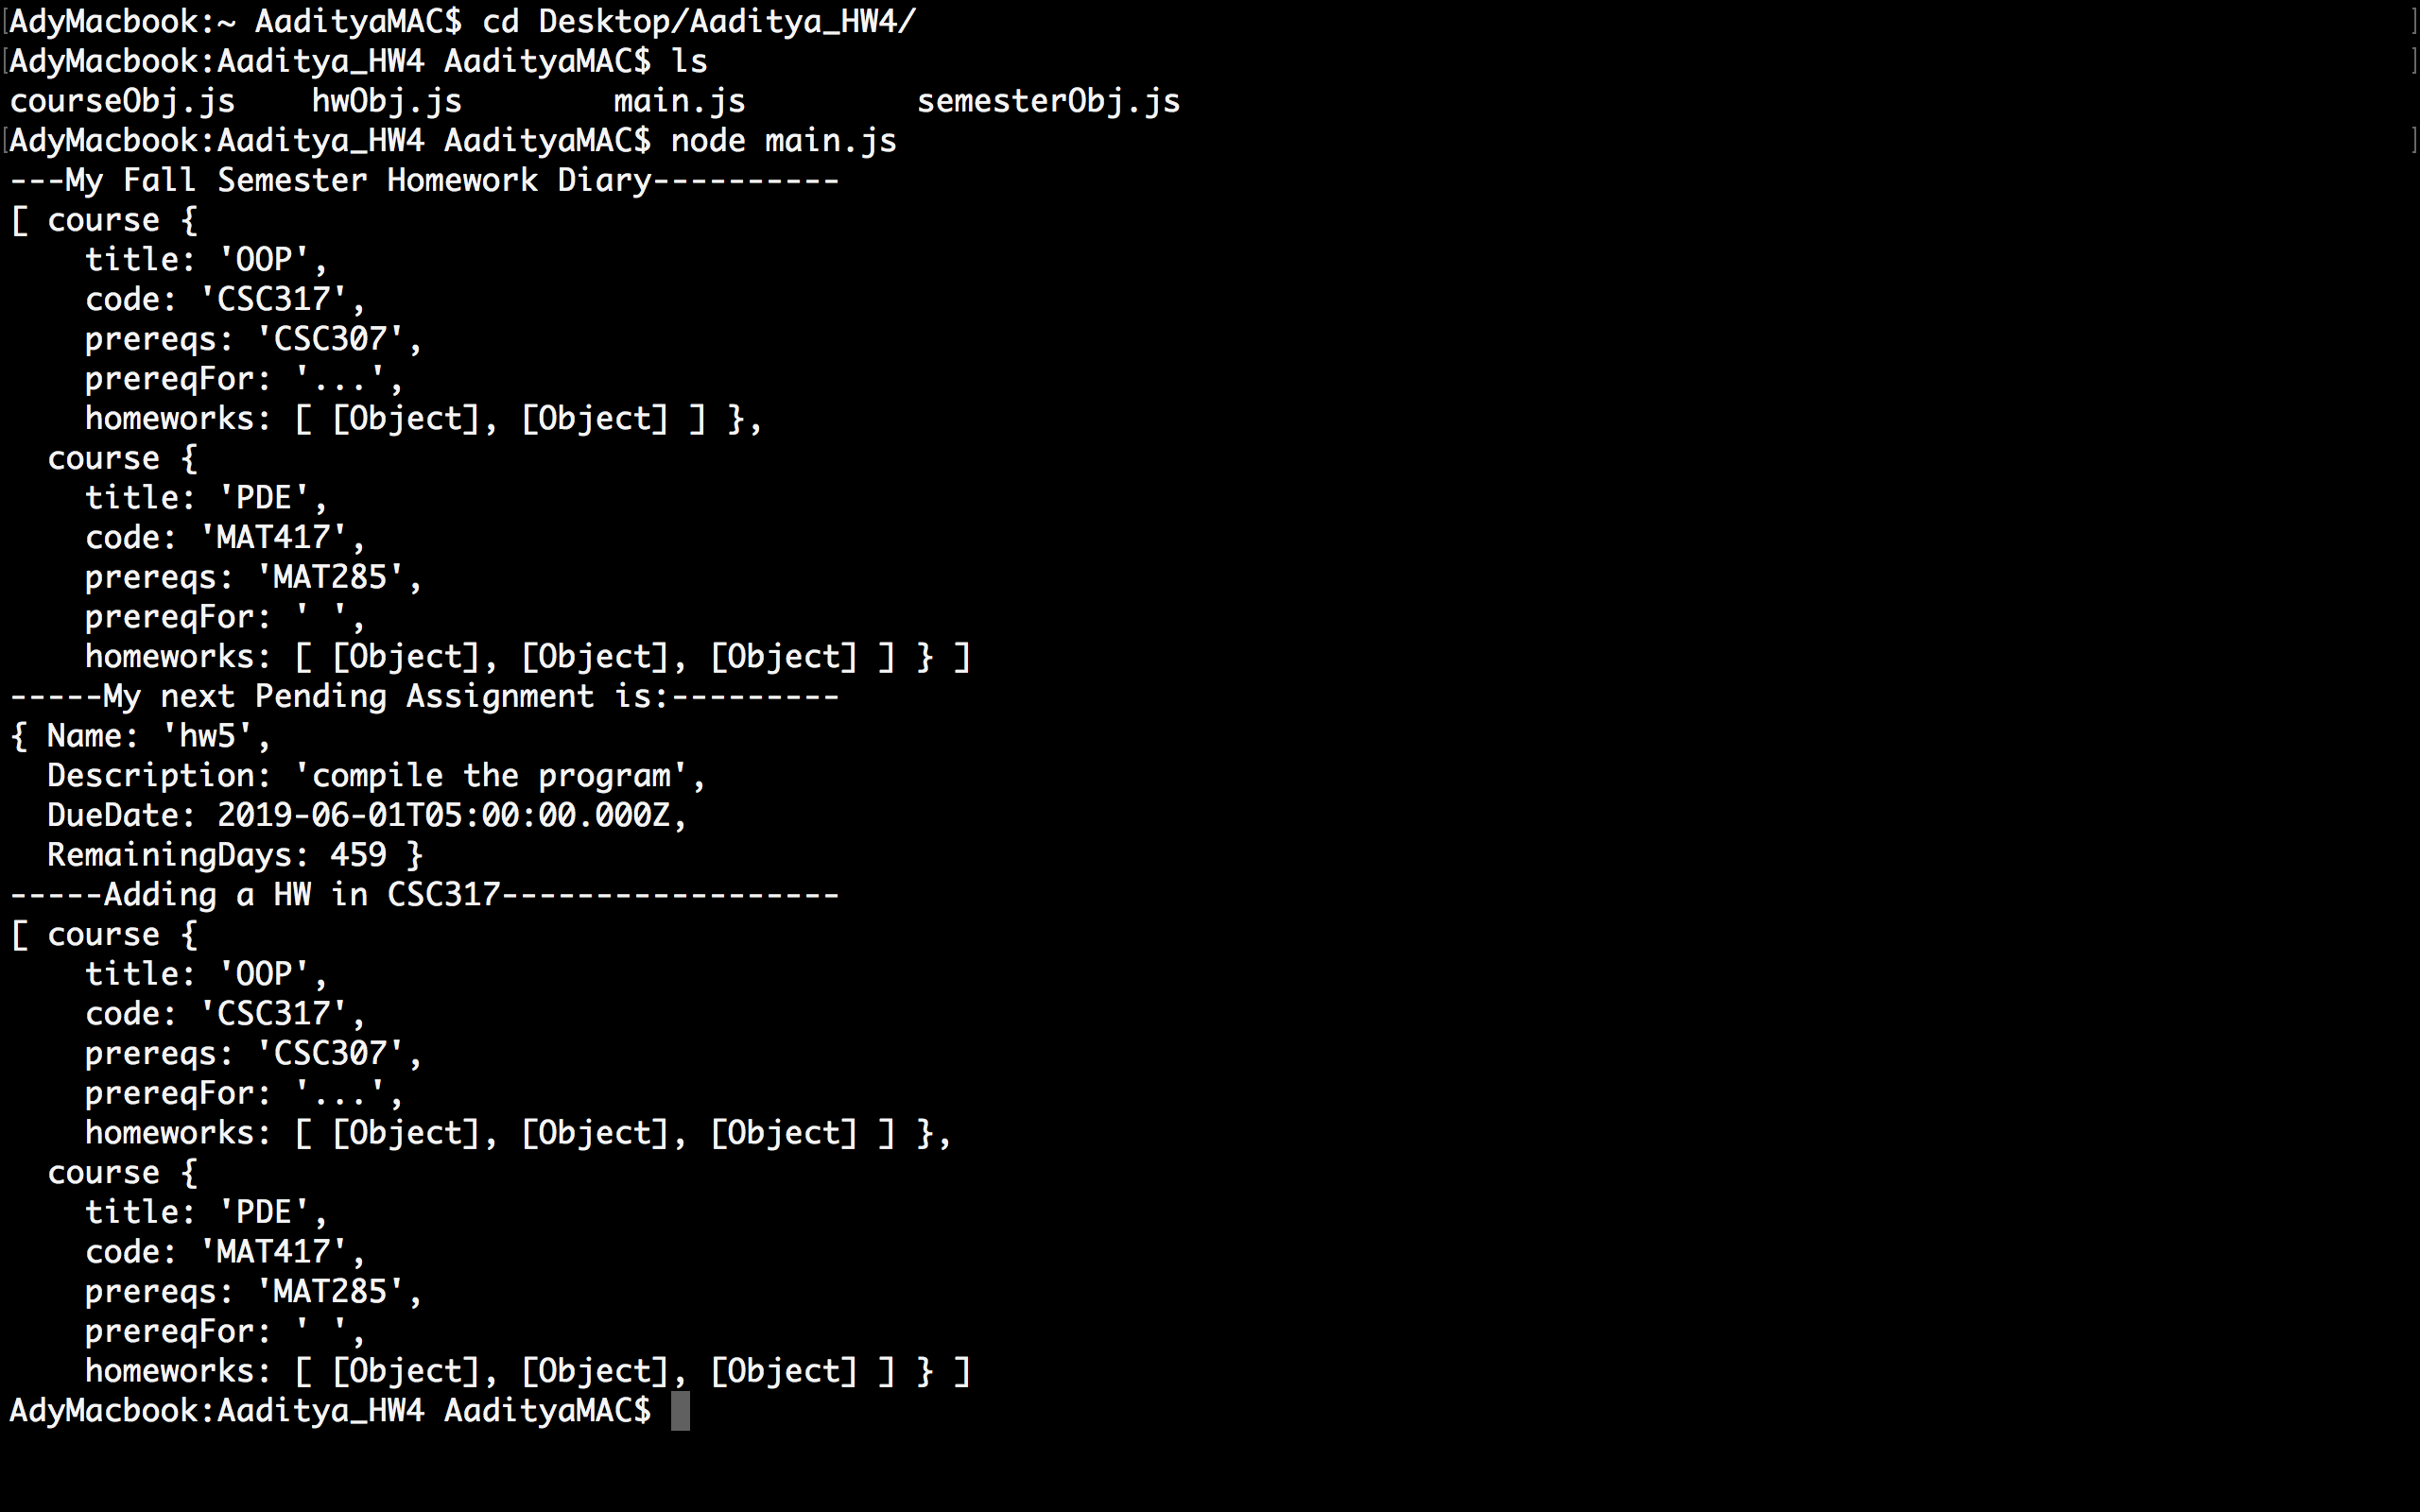 AdyMacbook:~ AadityaMAC$ cd Desktop/Aaditya_HW4/
AdyMacbook:Aaditya_HW4 AadityaMAC$ ls
courseObj.js    hwObj.js        main.js         semesterObj.js
AdyMacbook:Aaditya_HW4 AadityaMAC$ node main.js
---My Fall Semester Homework Diary----------
[ course {
    title: 'OOP',
    code: 'CSC317',
    prereqs: 'CSC307',
    prereqFor: '...',
    homeworks: [ [Object], [Object] ] },
  course {
    title: 'PDE',
    code: 'MAT417',
    prereqs: 'MAT285',
    prereqFor: ' ',
    homeworks: [ [Object], [Object], [Object] ] } ]
-----My next Pending Assignment is:---------
{ Name: 'hw5',
  Description: 'compile the program',
  DueDate: 2019-06-01T05:00:00.000Z,
  RemainingDays: 459 }
-----Adding a HW in CSC317------------------
[ course {
    title: 'OOP',
    code: 'CSC317',
    prereqs: 'CSC307',
    prereqFor: '...',
    homeworks: [ [Object], [Object], [Object] ] },
  course {
    title: 'PDE',
    code: 'MAT417',
    prereqs: 'MAT285',
    prereqFor: ' ',
    homeworks: [ [Object], [Object], [Object] ] } ]
AdyMacbook:Aaditya_HW4 AadityaMAC$